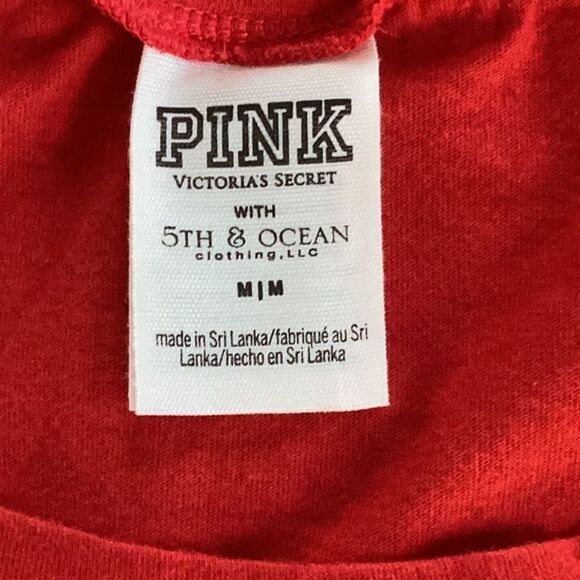 PINK
VICTORIA'S SECRET
WITH
5TH & OCEAN
clothing, LLC
M|M
made in Sri Lanka/fabriqué au Sri
Lanka/hecho en Sri Lanka